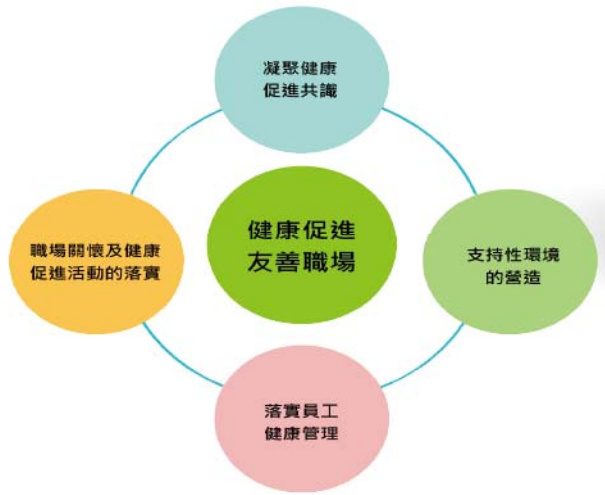 凝聚健康
促進共識
職場關懷及健康
促進活動的落實
健康促進
友善職場
支持性環境
的營造
落實員工
健康管理